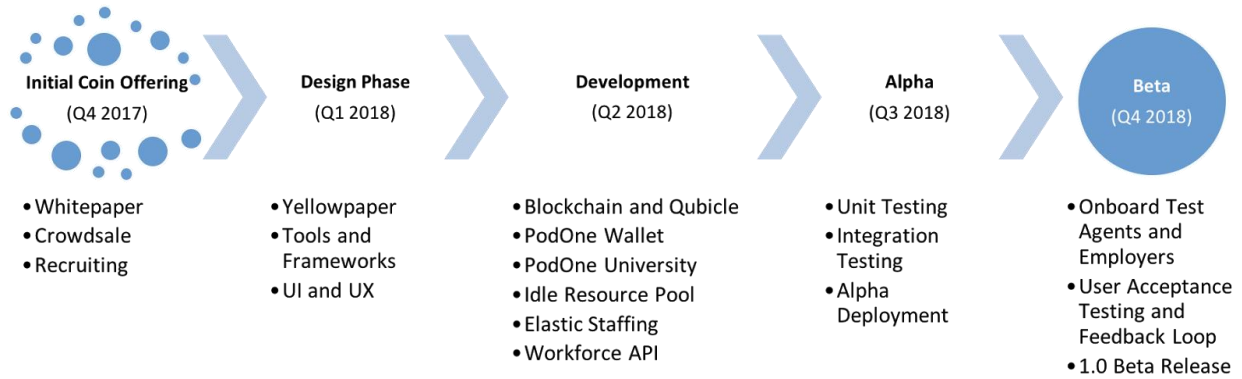 Initial Coin Offering
(Q4 2017)
• Whitepaper
• Crowdsale
• Recruiting
Design Phase
(Q1 2018)
• Yellowpaper
• Tools and
Frameworks
• UI and UX
Development
(Q2 2018)
• Blockchain and Qubicle
• PodOne Wallet
• PodOne University
• Idle Resource Pool
• Elastic Staffing
• Workforce API
Alpha
(Q3 2018)
• Unit Testing
• Integration
Testing
• Alpha
Deployment
Beta
(Q4 2018)
• Onboard Test
Agents and
Employers
• User Acceptance
Testing and
Feedback Loop
• 1.0 Beta Release